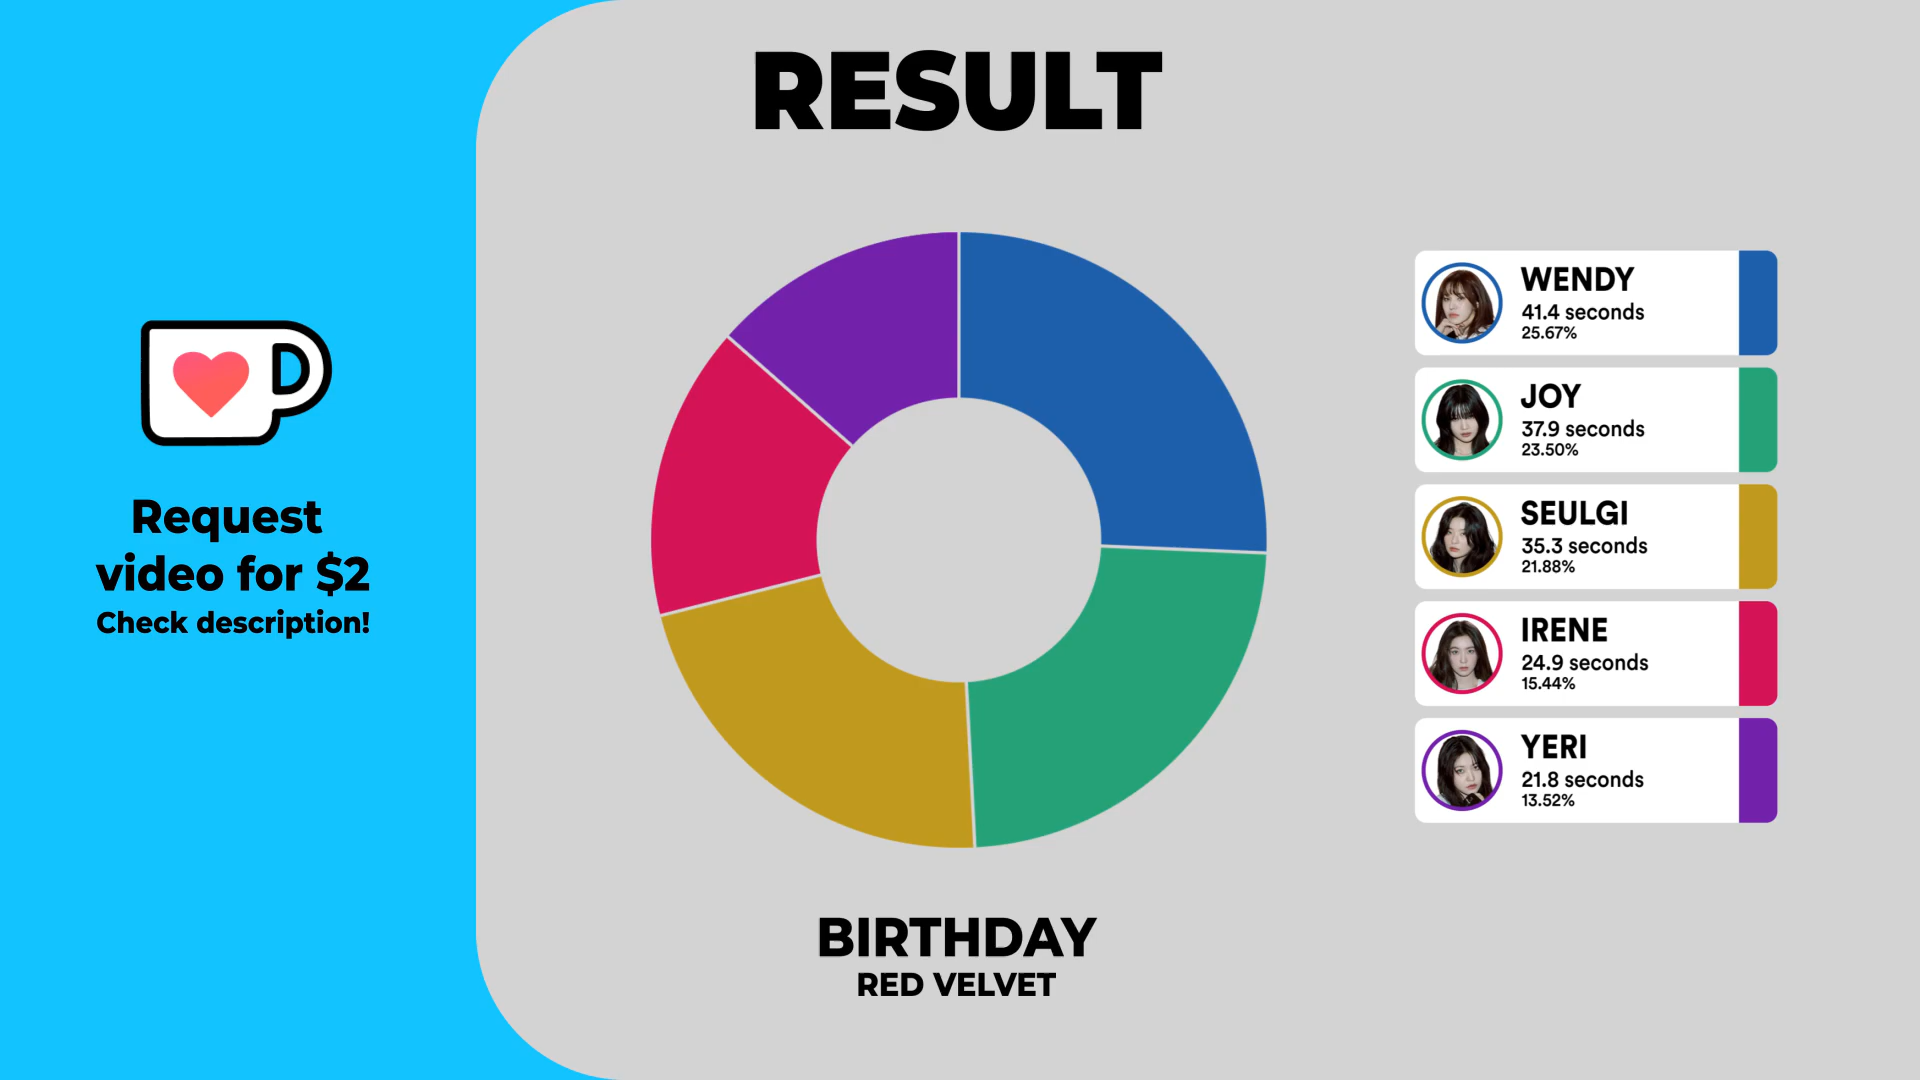 RESULT
Request
video for $2
Check description!
WENDY
41.4 seconds
25.67%
JOY
37.9 seconds
23.50%
SEULGI
35.3 seconds
21.88%
IRENE
24.9 seconds
15.44%
YERI
21.8 seconds
13.52%
BIRTHDAY
RED VELVET